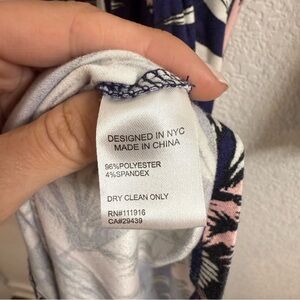 DESIGNED IN NYC
MADE IN CHINA
96%POLYESTER
4%SPANDEX
DRY CLEAN ONLY
RN#111916
CA#29439